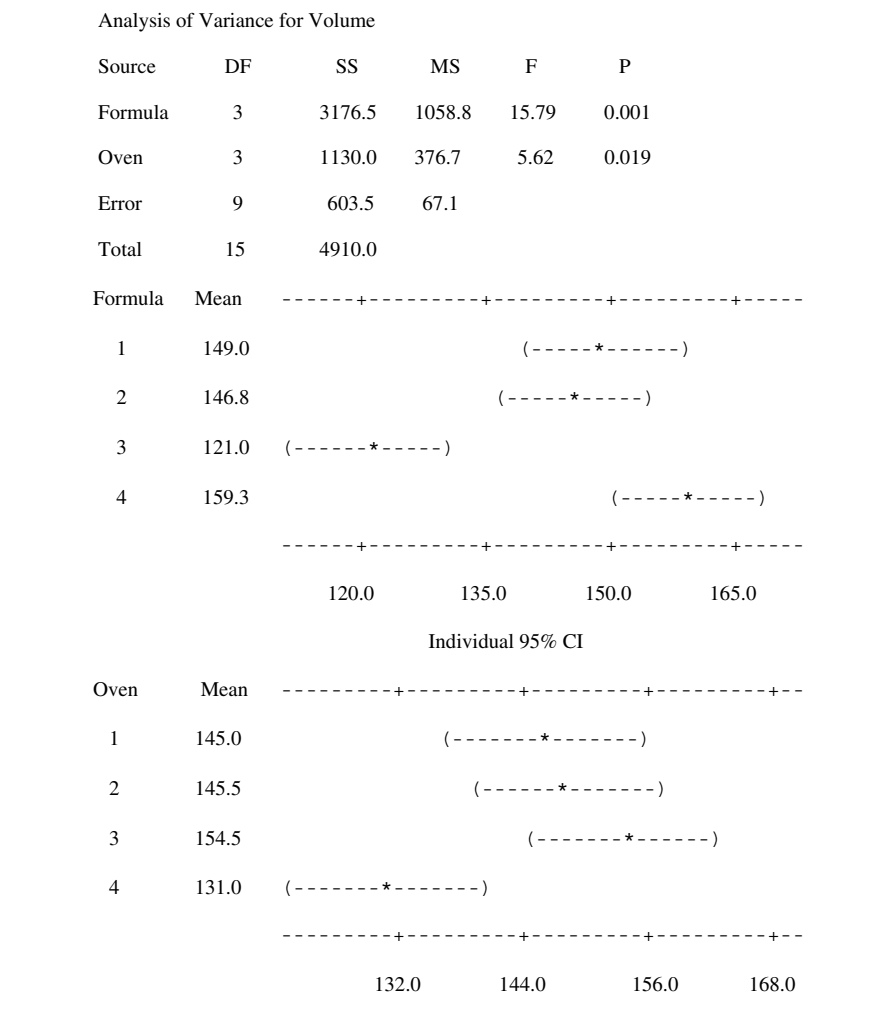 Analysis of Variance for Volume
Source DF SS MS F P
Formula 3 3176.5 1058.8 15.79 0.001
Oven 3 1130.0 376.7 5.62 0.019
Error 9 603.5 67.1
Total 15 4910.0
Formula Mean ------+---------+---------+---------+-----
1 149.0 (-----*------)
2 146.8 (-----*-----)
3 121.0 (------*-----)
4 159.3 (-----*-----)
------+---------+---------+---------+-----
120.0 135.0 150.0 165.0
Individual 95% CI
Oven Mean ---------+---------+---------+---------+--
1 145.0 (-------*-------)
2 145.5 (------*-------)
3 154.5 (-------*------)
4 131.0 (-------*-------)
---------+---------+---------+---------+--
132.0 144.0 156.0 168.0